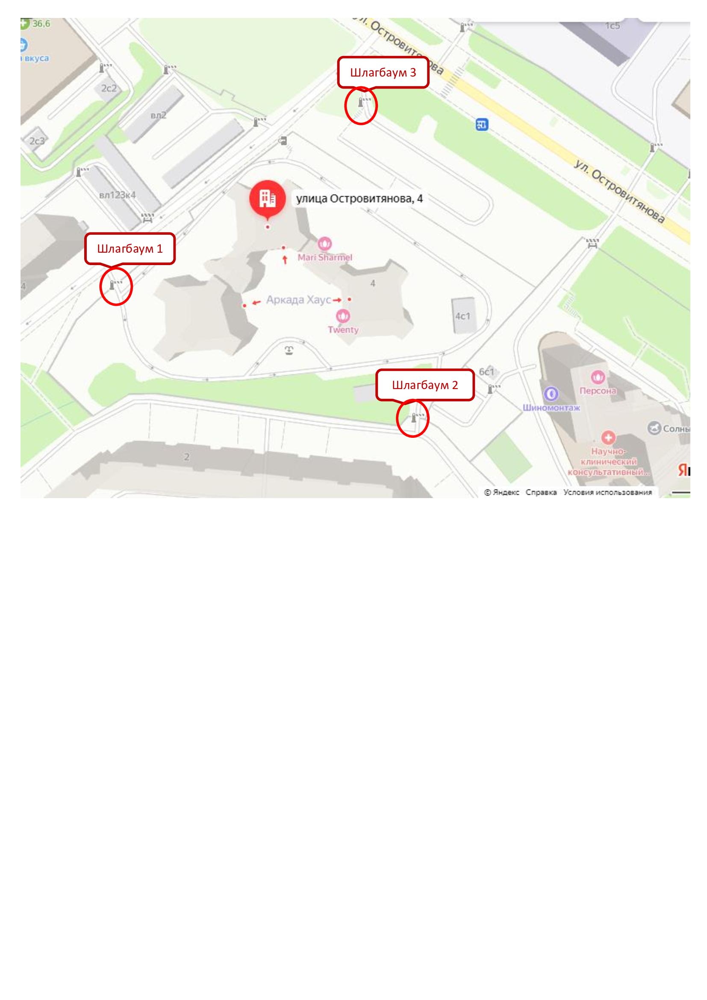 36,6
вкуса
ул. Островитянова
1с5
Шлагбаум 3
2с2
вл2
2с3
ул. Островитянова
вл123к4
улица Островитянова, 4
Шлагбаум 1
Mari Sharmel
4
4
Аркада Хаус
4с1
Twenty
6с1
Шлагбаум 2
Персона
Шиномонтаж
Солны
2
Научно-
клинический
консультативный...
© Яндекс Справка Условия использования